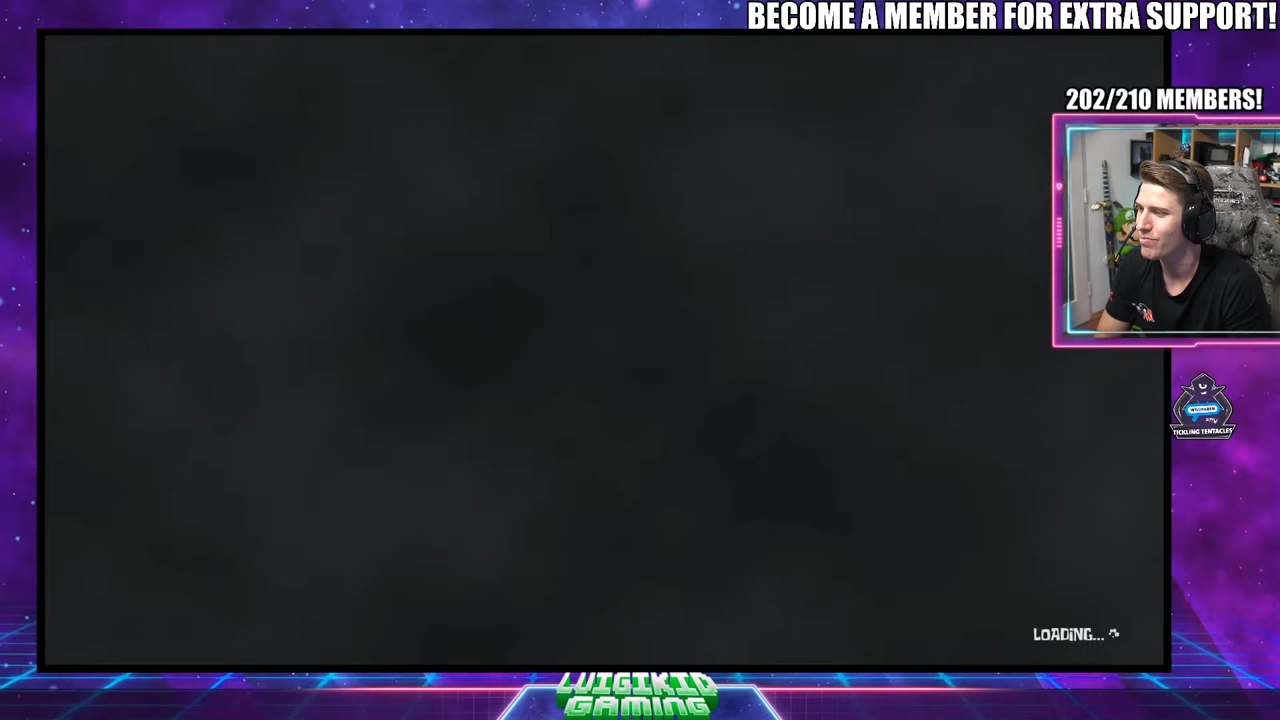 BECOME A MEMBER FOR EXTRA SUPPORT!
202/210 MEMBERS!
TICKLING TENTACLES
LOADING...
LUIGIKID
GAMING